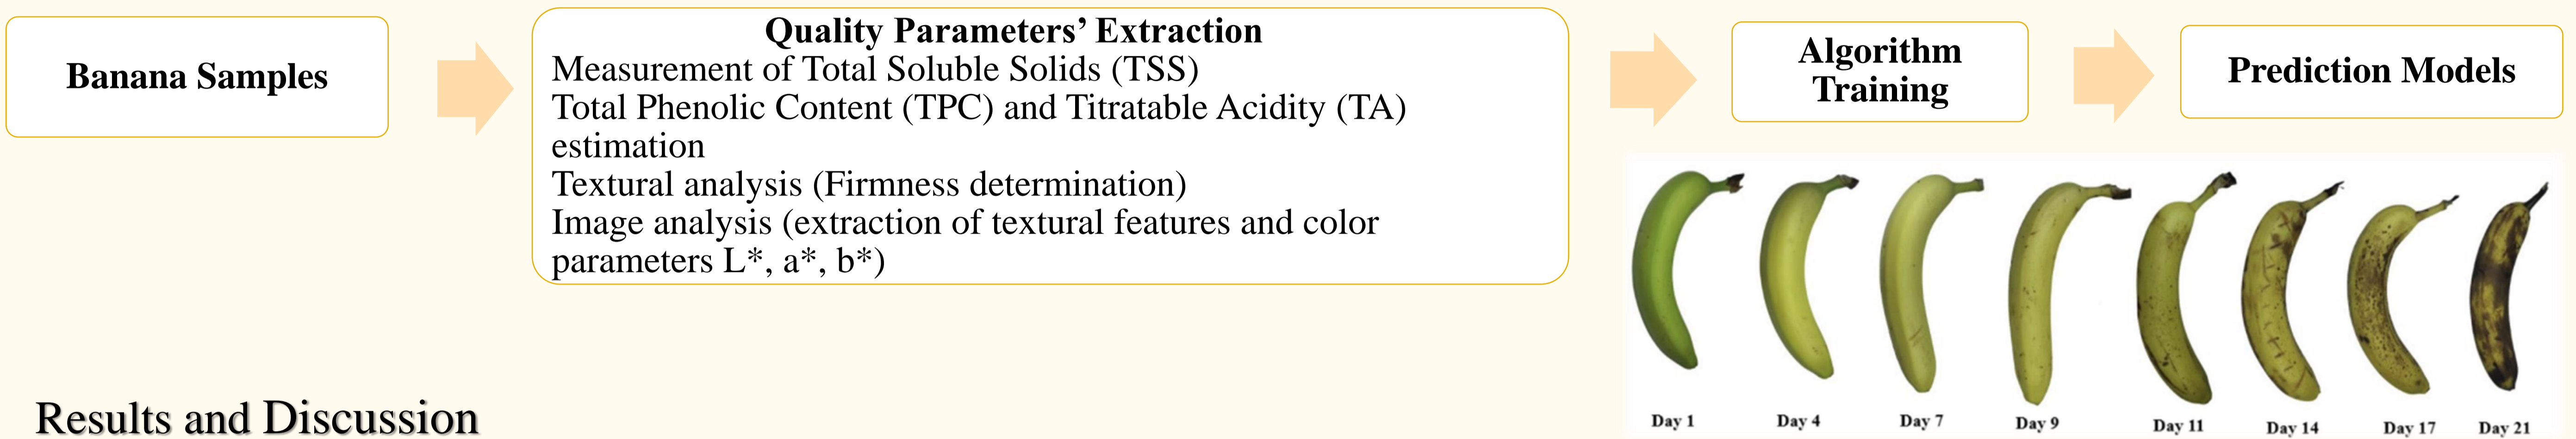 Banana Samples
Quality Parameters’ Extraction
Measurement of Total Soluble Solids (TSS)
Total Phenolic Content (TPC) and Titratable Acidity (TA)
estimation
Textural analysis (Firmness determination)
Image analysis (extraction of textural features and color
parameters L*, a*, b*)
Algorithm
Training
Prediction Models
Day 1
Day 4
Day 7
Day 9
Day 11
Day 14
Day 17
Day 21
Results and Discussion